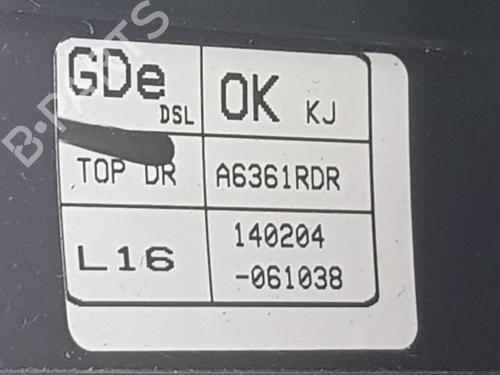 GDe DSL OK KJ
TOP DR A6361RDR
L16 140204
-061038
B-PARTS